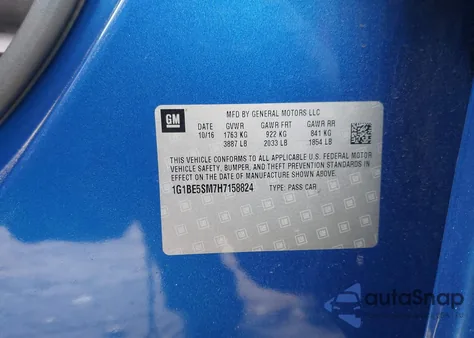 GM
MFD BY GENERAL MOTORS LLC
DATE GVWR GAWR FRT GAWR RR
10/16 1763 KG 922 KG 841 KG
3887 LB 2033 LB 1854 LB
THIS VEHICLE CONFORMS TO ALL APPLICABLE U.S. FEDERAL MOTOR
VEHICLE SAFETY, BUMPER, AND THEFT PREVENTION STANDARDS IN
EFFECT ON THE DATE OF MANUFACTURE SHOWN ABOVE.
1G1BE5SM7H7158824 TYPE: PASS CAR
autoSnap